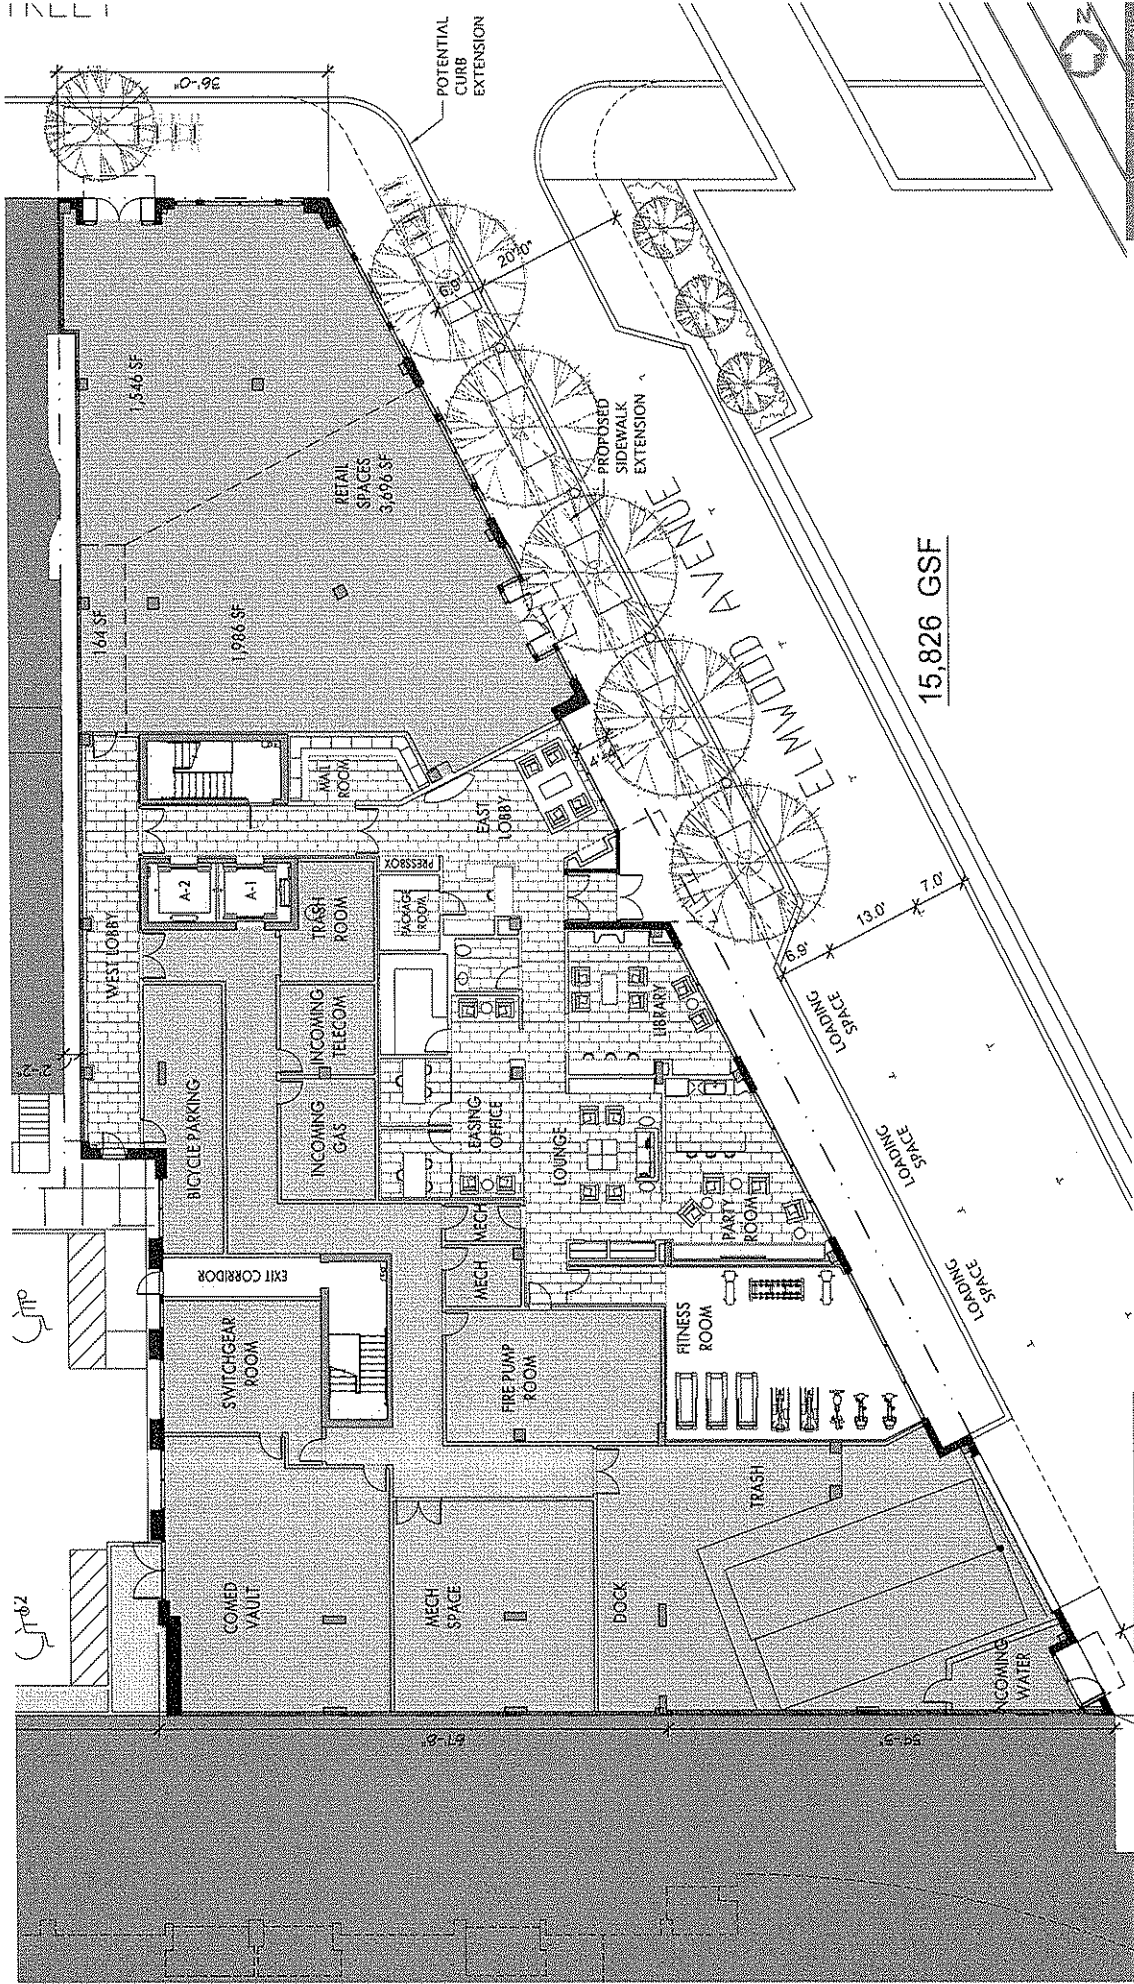 36'-0"
POTENTIAL
CURB
EXTENSION
N
1,546 SF
RETAIL
SPACES
3,696 SF
6.9'
20'-0"
PROPOSED
SIDEWALK
EXTENSION
164 SF
1,986 SF
ELMWOOD AVENUE
15,826 GSF
MAIL
ROOM
EAST
LOBBY
4'
WEST LOBBY
A-2
A-1
TRASH
ROOM
PRESSBOX
PACKAGE
ROOM
6.9'
13.0'
7.0'
2'-2"
BICYCLE PARKING
INCOMING
TELECOM
INCOMING
GAS
LEASING
OFFICE
LIBRARY
LOUNGE
PARTY
ROOM
LOADING
SPACE
LOADING
SPACE
LOADING
SPACE
MECH
MECH
EXIT CORRIDOR
SWITCHGEAR
ROOM
FIRE PUMP
ROOM
FITNESS
ROOM
COMED
VAULT
MECH
SPACE
DOCK
TRASH
INCOMING
WATER
67'-8"